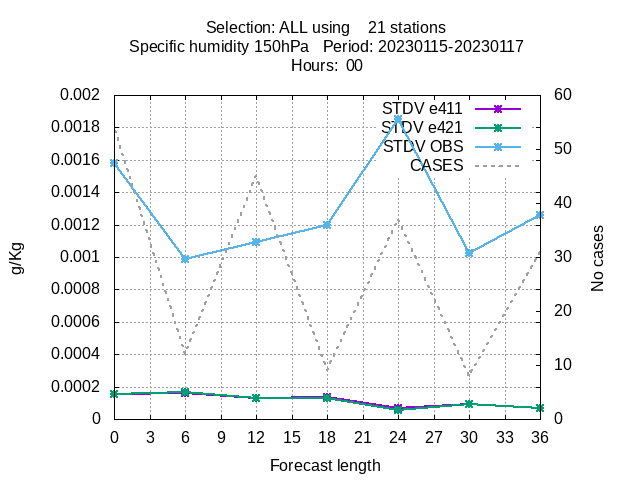 Selection: ALL using    21 stations
Specific humidity 150hPa   Period: 20230115-20230117
Hours: 00
0.002
0.0018
0.0016
0.0014
0.0012
0.001
0.0008
0.0006
0.0004
0.0002
0
g/Kg
STDV e411
STDV e421
STDV OBS
CASES
60
50
40
30
20
10
0
No cases
0 3 6 9 12 15 18 21 24 27 30 33 36
Forecast length